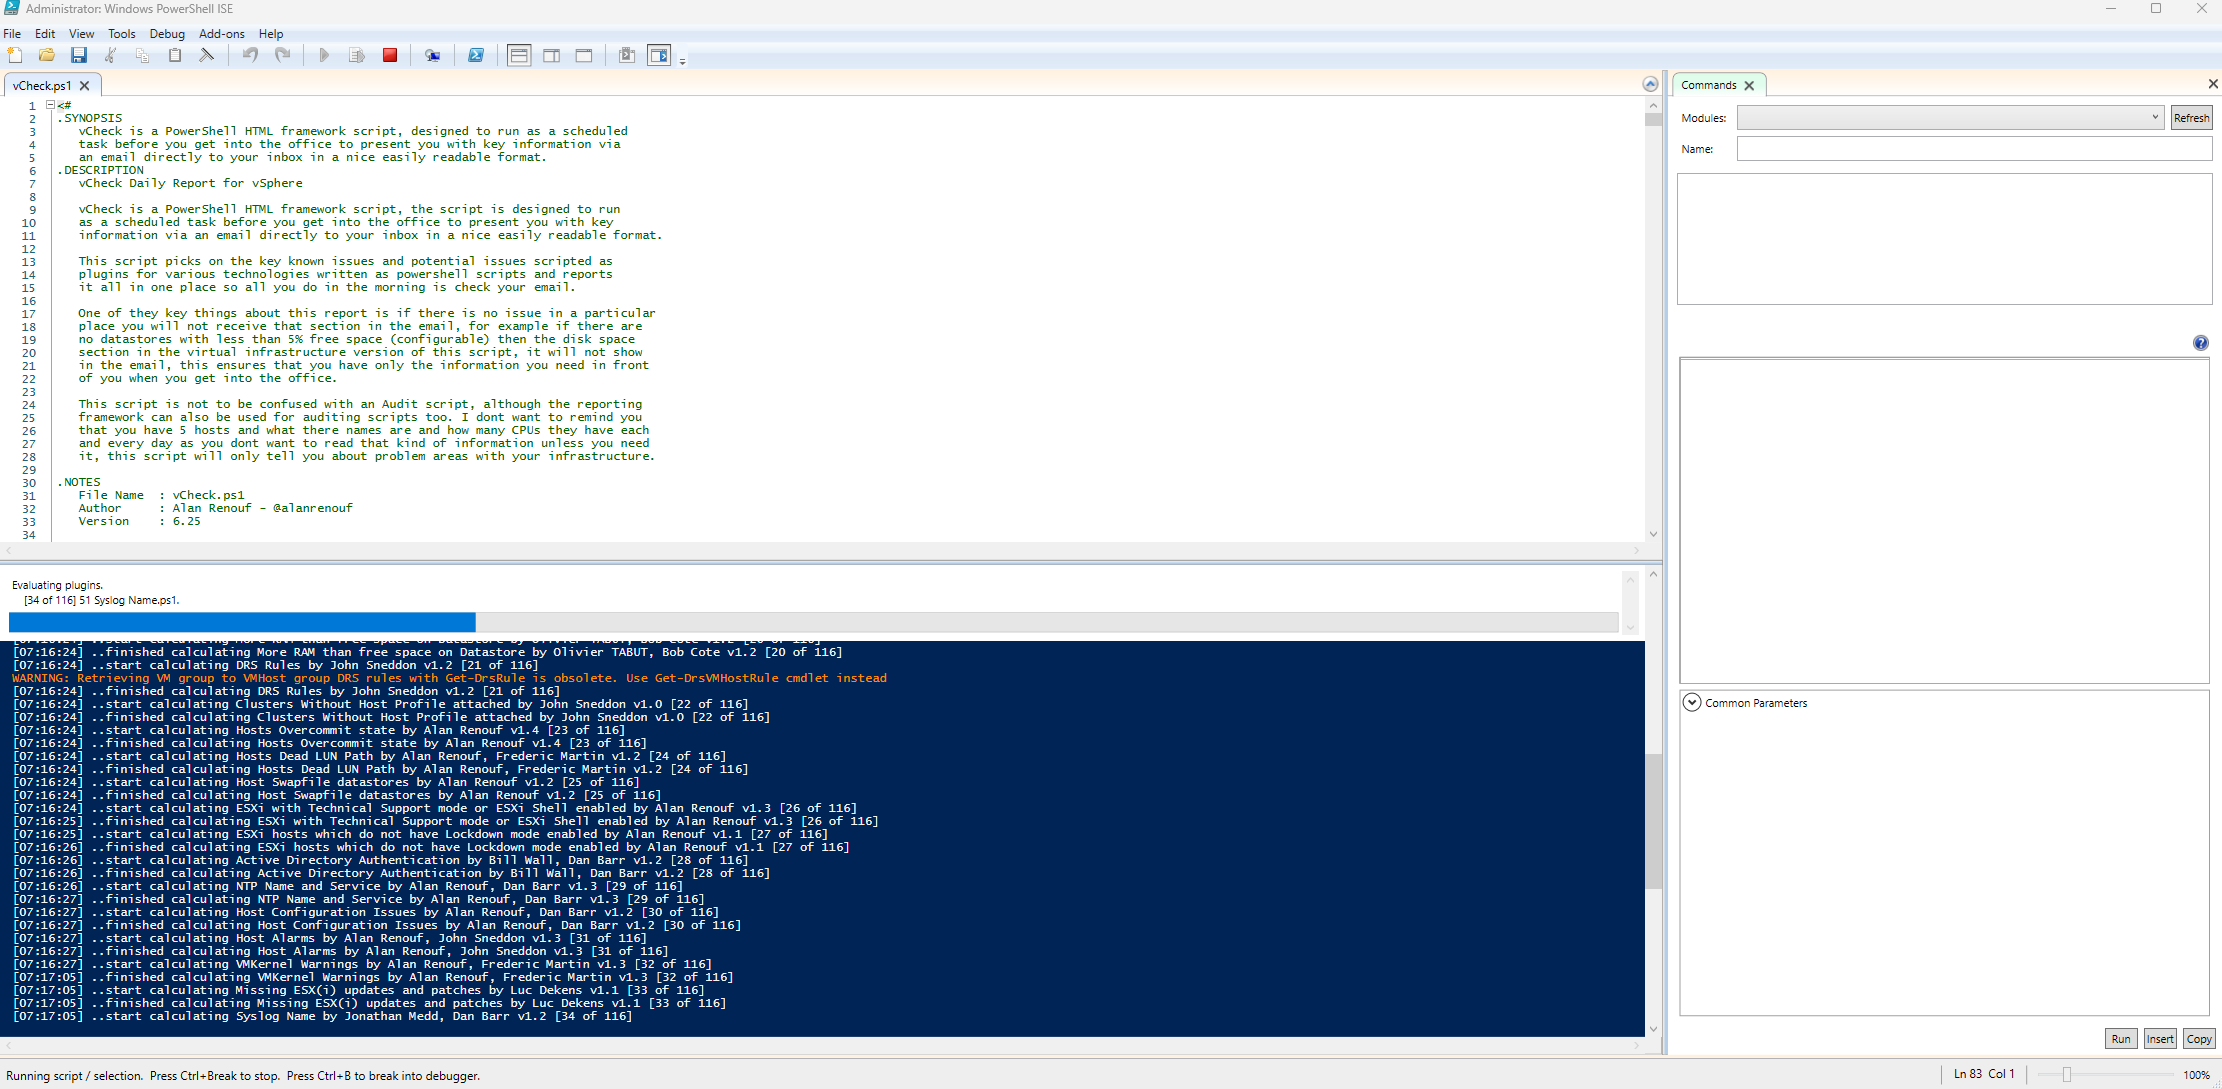 Administrator: Windows PowerShell ISE
File Edit View Tools Debug Add-ons Help
vCheck.ps1
1 <#
2 .SYNOPSIS
3 vCheck is a PowerShell HTML framework script, designed to run as a scheduled
4 task before you get into the office to present you with key information via
5 an email directly to your inbox in a nice easily readable format.
6 .DESCRIPTION
7 vCheck Daily Report for vSphere
8
9 vCheck is a PowerShell HTML framework script, the script is designed to run
10 as a scheduled task before you get into the office to present you with key
11 information via an email directly to your inbox in a nice easily readable format.
12
13 This script picks on the key known issues and potential issues scripted as
14 plugins for various technologies written as powershell scripts and reports
15 it all in one place so all you do in the morning is check your email.
16
17 One of they key things about this report is if there is no issue in a particular
18 place you will not receive that section in the email, for example if there are
19 no datastores with less than 5% free space (configurable) then the disk space
20 section in the virtual infrastructure version of this script, it will not show
21 in the email, this ensures that you have only the information you need in front
22 of you when you get into the office.
23
24 This script is not to be confused with an Audit script, although the reporting
25 framework can also be used for auditing scripts too. I dont want to remind you
26 that you have 5 hosts and what there names are and how many CPUs they have each
27 and every day as you dont want to read that kind of information unless you need
28 it, this script will only tell you about problem areas with your infrastructure.
29
30 .NOTES
31 File Name : vCheck.ps1
32 Author : Alan Renouf - @alanrenouf
33 Version : 6.25
34
Evaluating plugins.
[34 of 116] 51 Syslog Name.ps1.
[07:16:24] ..start calculating More RAM than free space on Datastore by Olivier TABUT, Bob Cote v1.2 [20 of 116]
[07:16:24] ..finished calculating More RAM than free space on Datastore by Olivier TABUT, Bob Cote v1.2 [20 of 116]
[07:16:24] ..start calculating DRS Rules by John Sneddon v1.2 [21 of 116]
WARNING: Retrieving VM group to VMHost group DRS rules with Get-DrsRule is obsolete. Use Get-DrsVMHostRule cmdlet instead
[07:16:24] ..finished calculating DRS Rules by John Sneddon v1.2 [21 of 116]
[07:16:24] ..start calculating Clusters Without Host Profile attached by John Sneddon v1.0 [22 of 116]
[07:16:24] ..finished calculating Clusters Without Host Profile attached by John Sneddon v1.0 [22 of 116]
[07:16:24] ..start calculating Hosts Overcommit state by Alan Renouf v1.4 [23 of 116]
[07:16:24] ..finished calculating Hosts Overcommit state by Alan Renouf v1.4 [23 of 116]
[07:16:24] ..start calculating Hosts Dead LUN Path by Alan Renouf, Frederic Martin v1.2 [24 of 116]
[07:16:24] ..finished calculating Hosts Dead LUN Path by Alan Renouf, Frederic Martin v1.2 [24 of 116]
[07:16:24] ..start calculating Host Swapfile datastores by Alan Renouf v1.2 [25 of 116]
[07:16:24] ..finished calculating Host Swapfile datastores by Alan Renouf v1.2 [25 of 116]
[07:16:24] ..start calculating ESXi with Technical Support mode or ESXi Shell enabled by Alan Renouf v1.3 [26 of 116]
[07:16:25] ..finished calculating ESXi with Technical Support mode or ESXi Shell enabled by Alan Renouf v1.3 [26 of 116]
[07:16:25] ..start calculating ESXi hosts which do not have Lockdown mode enabled by Alan Renouf v1.1 [27 of 116]
[07:16:26] ..finished calculating ESXi hosts which do not have Lockdown mode enabled by Alan Renouf v1.1 [27 of 116]
[07:16:26] ..start calculating Active Directory Authentication by Bill Wall, Dan Barr v1.2 [28 of 116]
[07:16:26] ..finished calculating Active Directory Authentication by Bill Wall, Dan Barr v1.2 [28 of 116]
[07:16:26] ..start calculating NTP Name and Service by Alan Renouf, Dan Barr v1.3 [29 of 116]
[07:16:27] ..finished calculating NTP Name and Service by Alan Renouf, Dan Barr v1.3 [29 of 116]
[07:16:27] ..start calculating Host Configuration Issues by Alan Renouf, Dan Barr v1.2 [30 of 116]
[07:16:27] ..finished calculating Host Configuration Issues by Alan Renouf, Dan Barr v1.2 [30 of 116]
[07:16:27] ..start calculating Host Alarms by Alan Renouf, John Sneddon v1.3 [31 of 116]
[07:16:27] ..finished calculating Host Alarms by Alan Renouf, John Sneddon v1.3 [31 of 116]
[07:16:27] ..start calculating VMKernel Warnings by Alan Renouf, Frederic Martin v1.3 [32 of 116]
[07:17:05] ..finished calculating VMKernel Warnings by Alan Renouf, Frederic Martin v1.3 [32 of 116]
[07:17:05] ..start calculating Missing ESX(i) updates and patches by Luc Dekens v1.1 [33 of 116]
[07:17:05] ..finished calculating Missing ESX(i) updates and patches by Luc Dekens v1.1 [33 of 116]
[07:17:05] ..start calculating Syslog Name by Jonathan Medd, Dan Barr v1.2 [34 of 116]
Commands
Modules:
Refresh
Name:
Common Parameters
Run Insert Copy
Running script / selection. Press Ctrl+Break to stop. Press Ctrl+B to break into debugger.
Ln 83 Col 1
100%